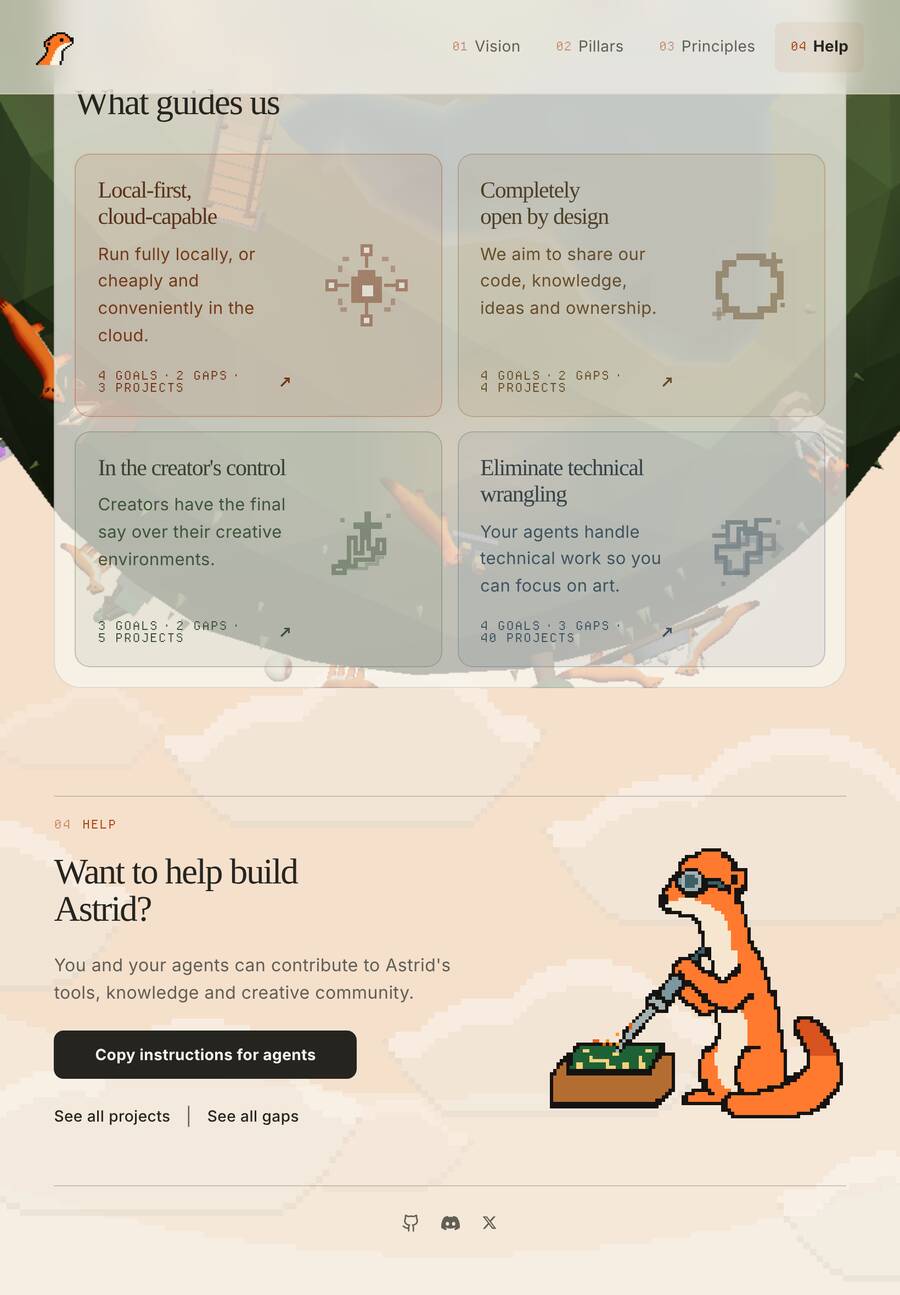 01 Vision 02 Pillars 03 Principles 04 Help
What guides us
Local-first,
cloud-capable
Run fully locally, or
cheaply and
conveniently in the
cloud.
4 GOALS · 2 GAPS ·
3 PROJECTS ↗
Completely
open by design
We aim to share our
code, knowledge,
ideas and ownership.
4 GOALS · 2 GAPS ·
4 PROJECTS ↗
In the creator's control
Creators have the final
say over their creative
environments.
3 GOALS · 2 GAPS ·
5 PROJECTS ↗
Eliminate technical
wrangling
Your agents handle
technical work so you
can focus on art.
4 GOALS · 3 GAPS ·
40 PROJECTS ↗
04 HELP
Want to help build
Astrid?
You and your agents can contribute to Astrid's
tools, knowledge and creative community.
Copy instructions for agents
See all projects | See all gaps